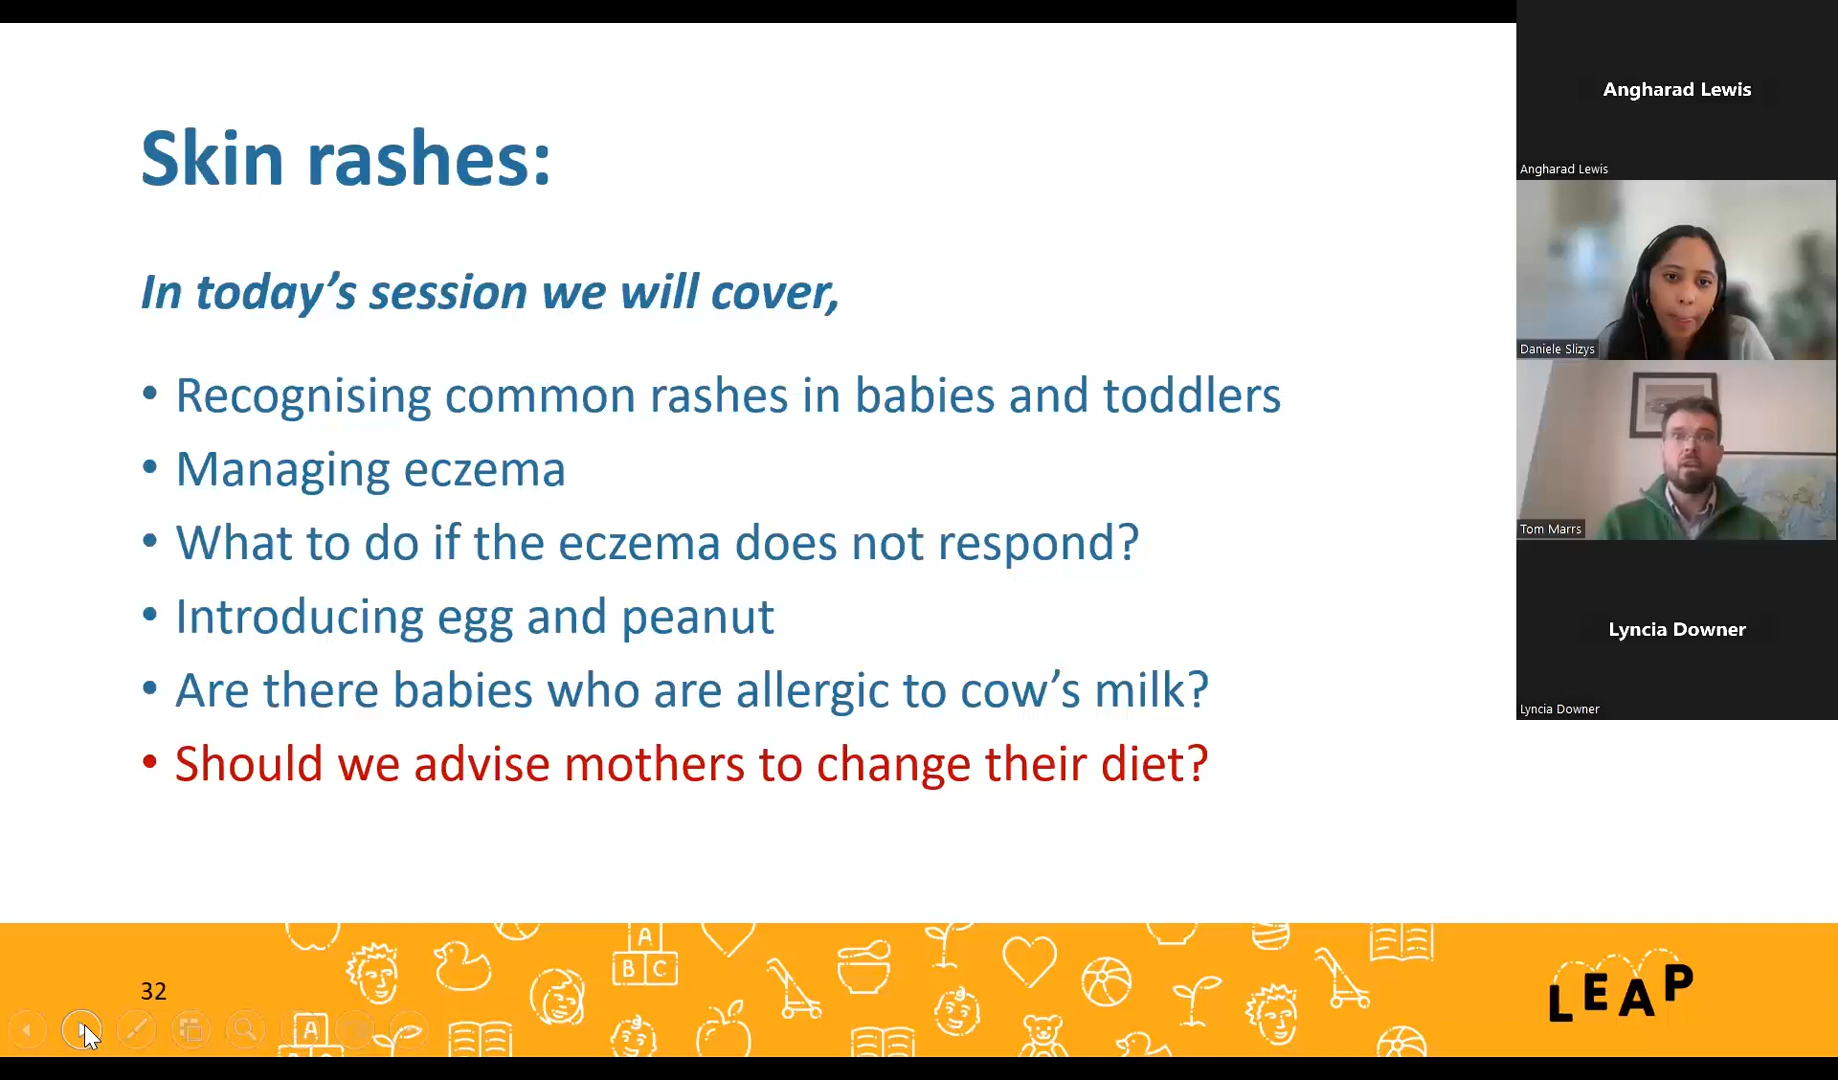 Skin rashes:
In today's session we will cover,
• Recognising common rashes in babies and toddlers
• Managing eczema
• What to do if the eczema does not respond?
• Introducing egg and peanut
• Are there babies who are allergic to cow's milk?
• Should we advise mothers to change their diet?
32
A
B C
A
LEAP
Angharad Lewis
Angharad Lewis
Daniele Slizys
Tom Marrs
Lyncia Downer
Lyncia Downer